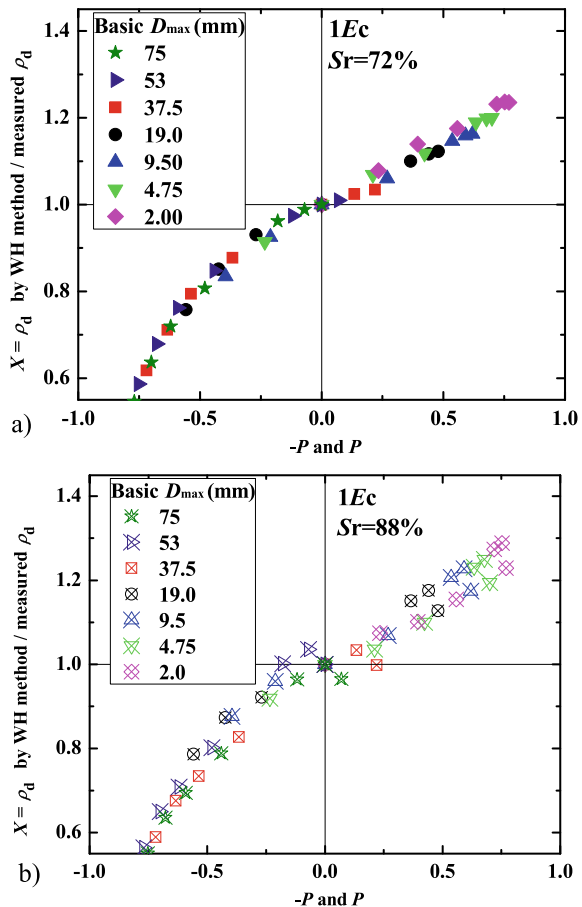 Basic Dmax (mm)
75
53
37.5
19.0
9.50
4.75
2.00
1Ec
Sr=72%
X = ρd by WH method / measured ρd
1.4
1.2
1.0
0.8
0.6
-1.0 -0.5 0.0 0.5 1.0
-P and P
a)
Basic Dmax (mm)
75
53
37.5
19.0
9.5
4.75
2.0
1Ec
Sr=88%
X = ρd by WH method / measured ρd
1.4
1.2
1.0
0.8
0.6
-1.0 -0.5 0.0 0.5 1.0
-P and P
b)